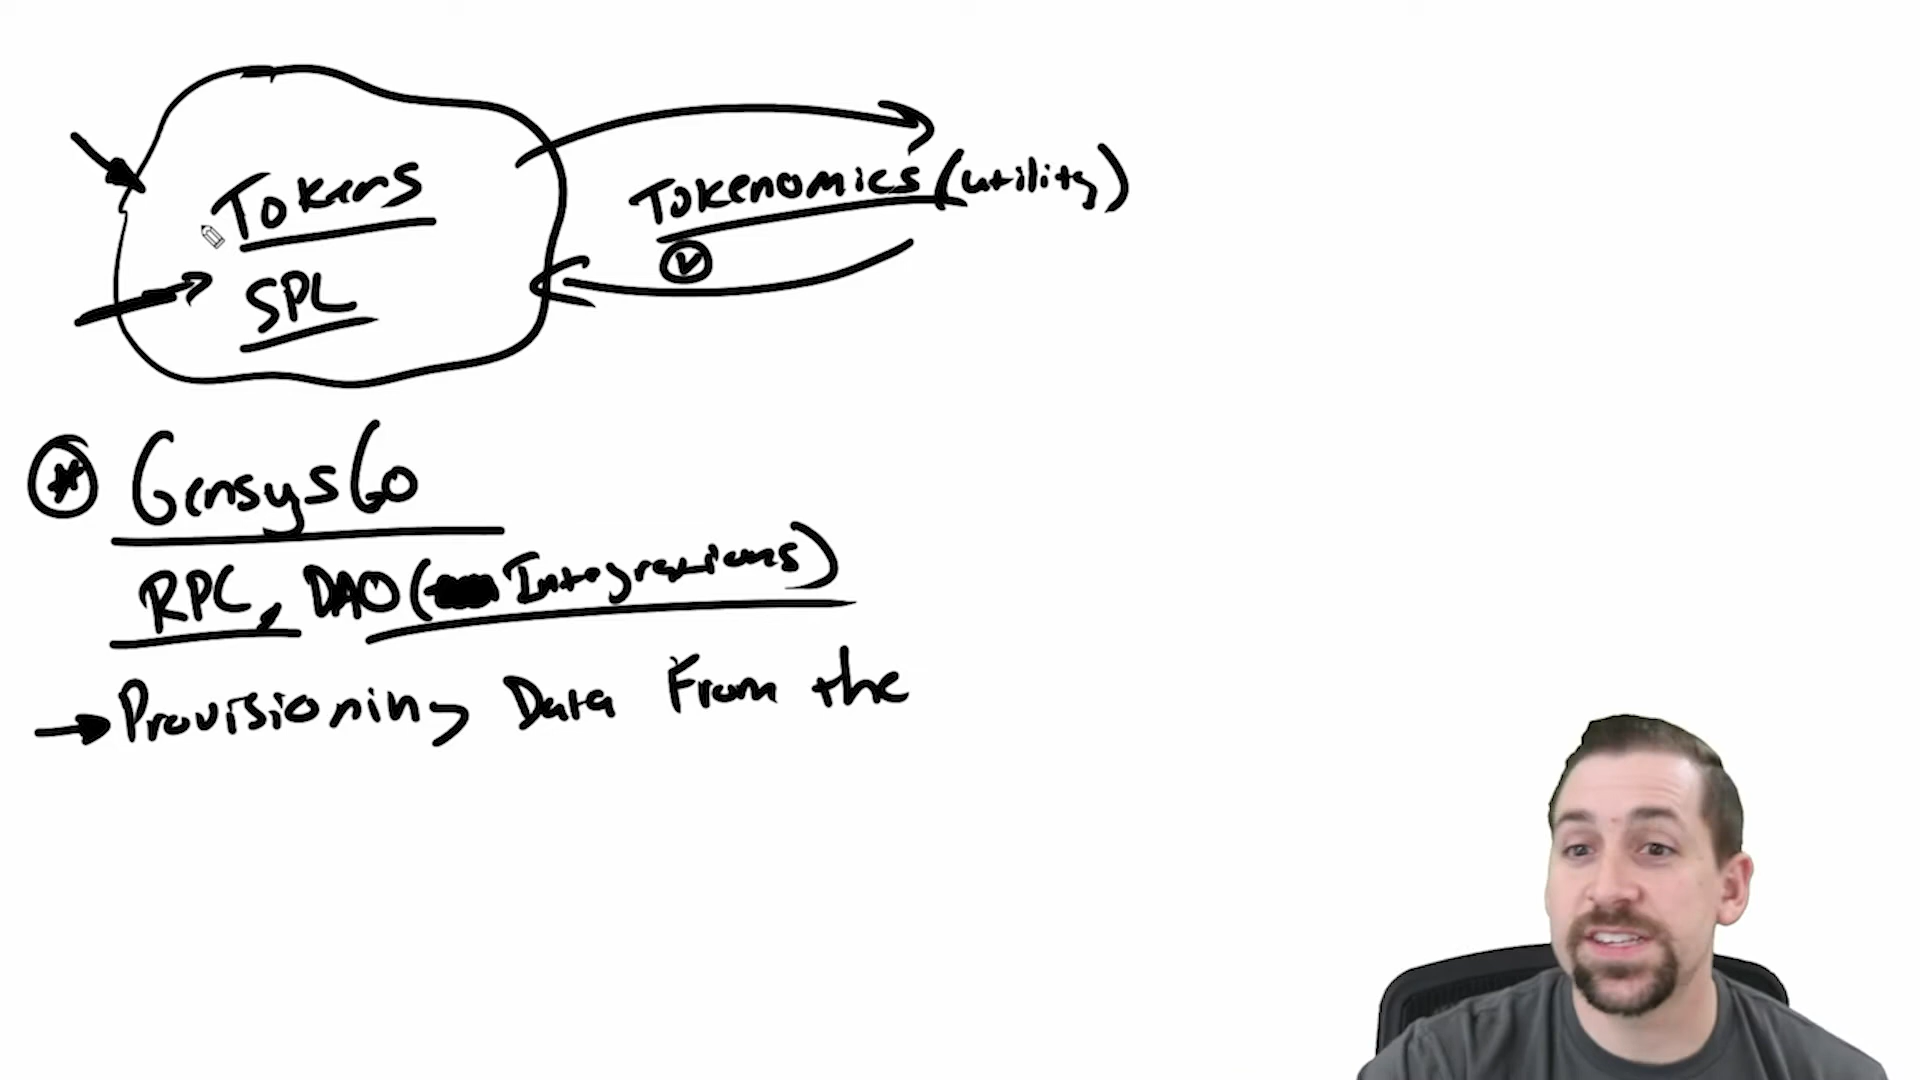 Tokens
Tokenomics (utility)
SPL
GensysGo
RPC, DAO (Integrations)
Provisioning Data From the